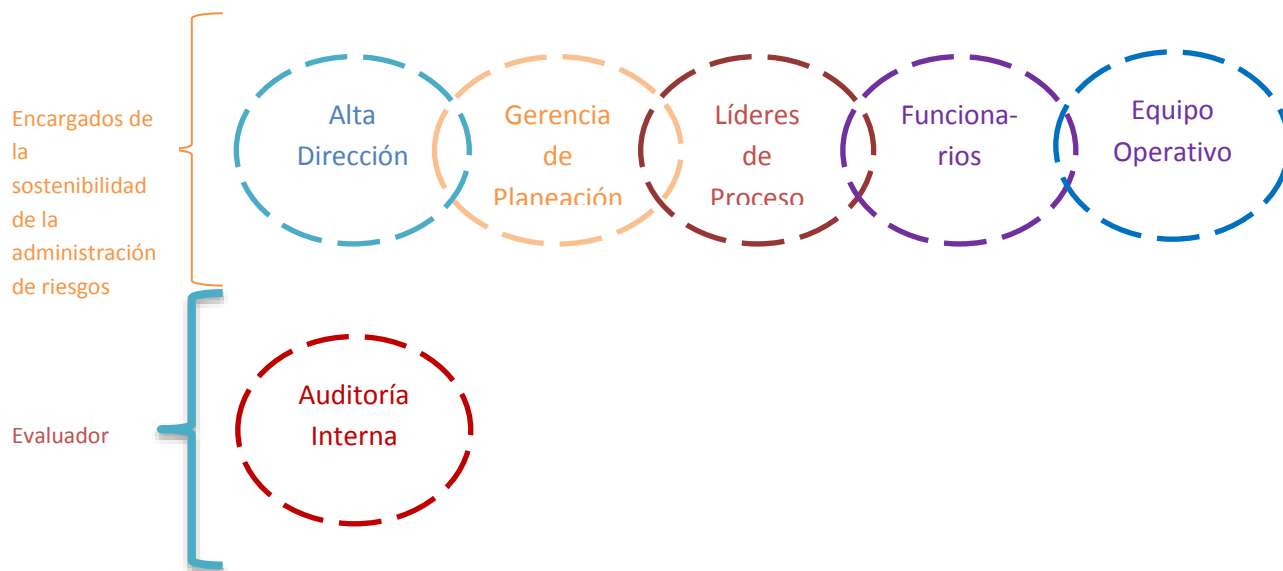 Encargados de
la
sostenibilidad
de la
administración
de riesgos
Alta
Dirección
Gerencia
de
Planeación
Líderes
de
Proceso
Funciona-
rios
Equipo
Operativo
Evaluador
Auditoría
Interna